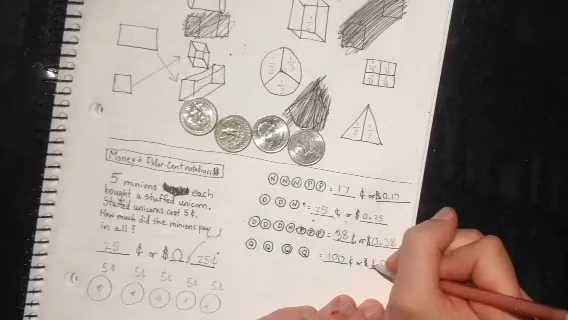 Money & Dollar-Cent notation $
5 minions each
bought a stuffed unicorn.
Stuffed unicorns cost 5¢.
How much did the minions pay
in all?
25 ¢ or $0.25¢
5¢ 5¢ 5¢ 5¢ 5¢
N N N P P = 17 ¢ or $0.17
D D N = 25 ¢ or $0.25
D D D N P P P = 38 ¢ or $0.38
Q Q Q Q = 100 ¢ or $